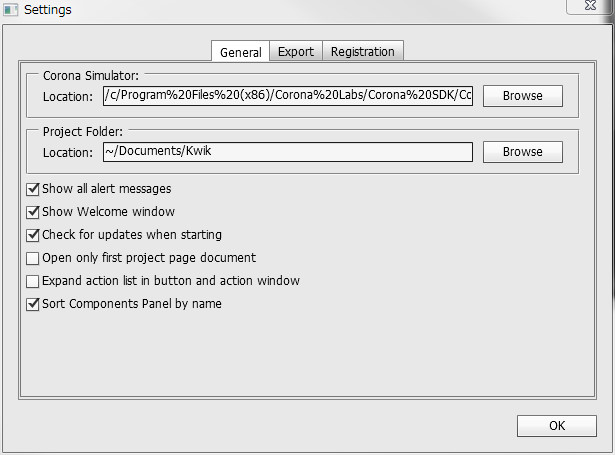 Settings
General Export Registration
Corona Simulator:
Location: /c/Program%20Files%20(x86)/Corona%20Labs/Corona%20SDK/Co Browse
Project Folder:
Location: ~/Documents/Kwik Browse
Show all alert messages
Show Welcome window
Check for updates when starting
Open only first project page document
Expand action list in button and action window
Sort Components Panel by name
OK